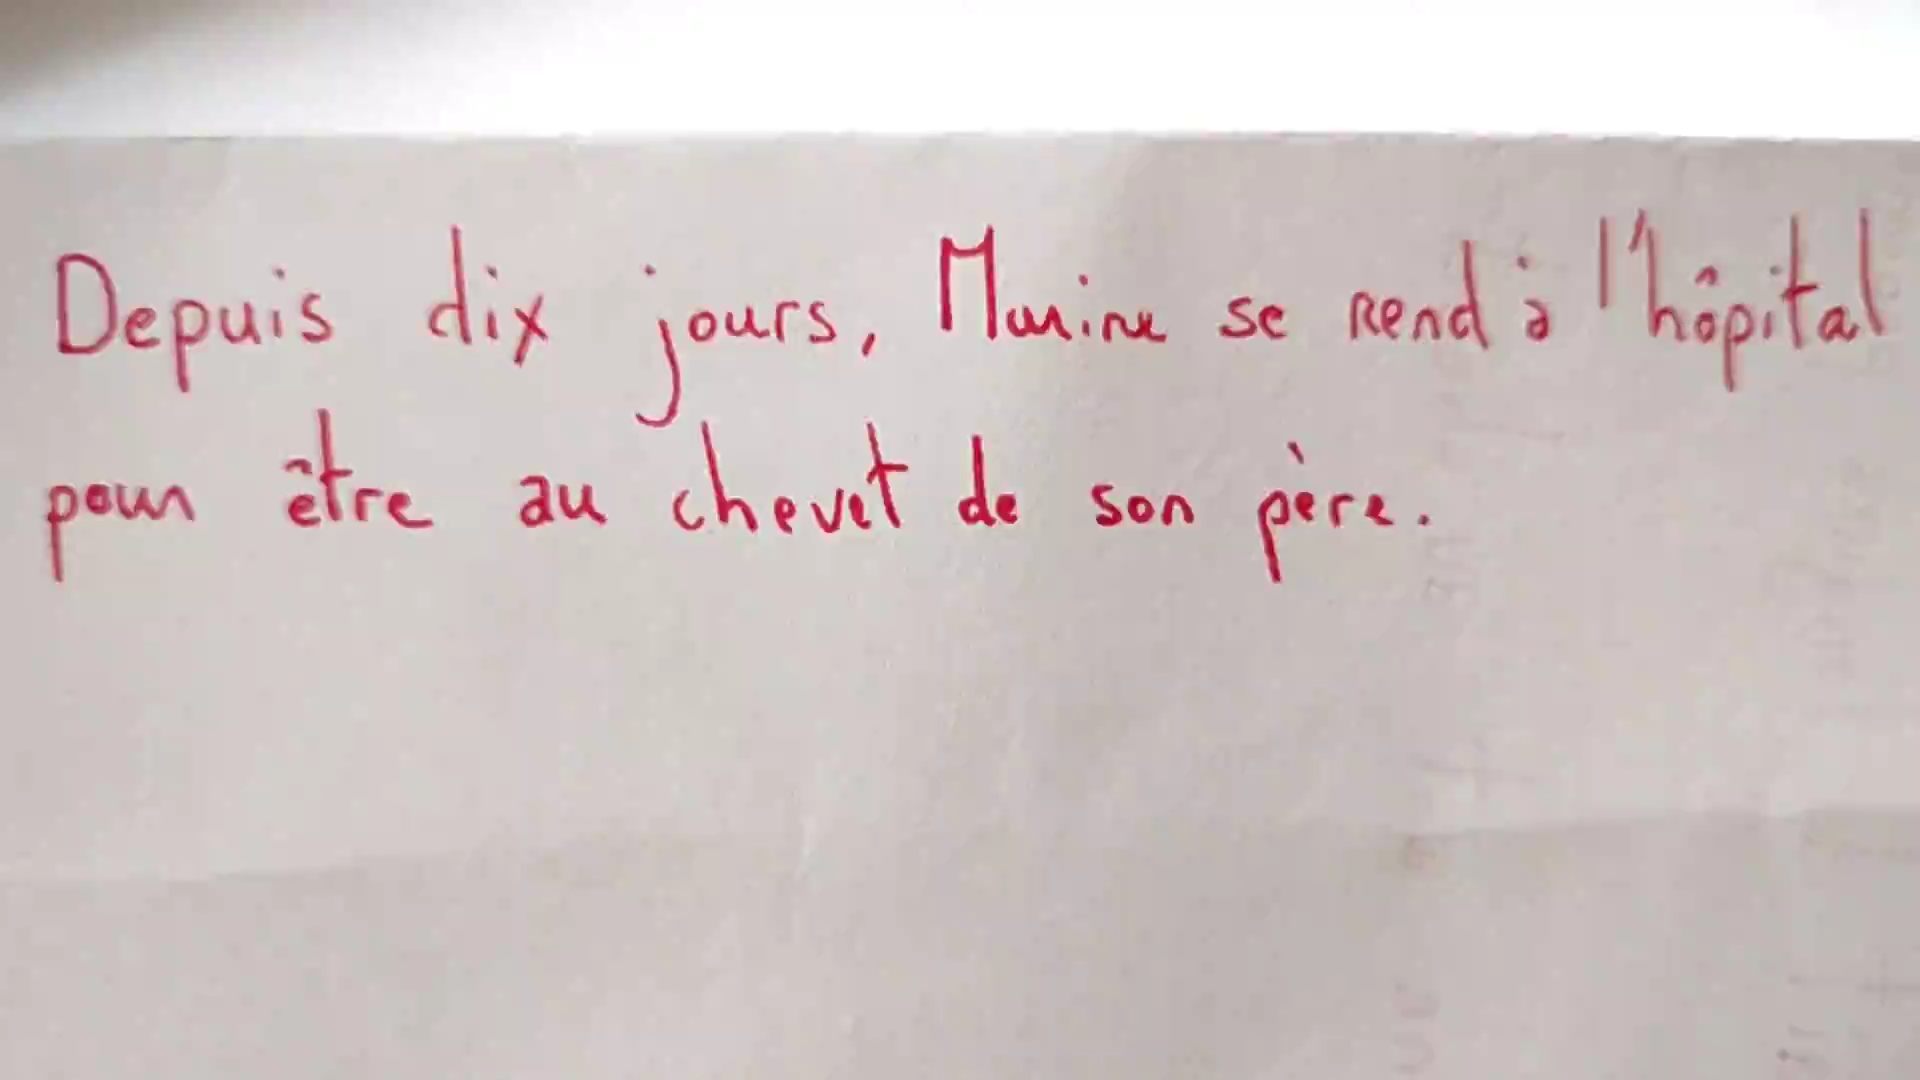 Depuis dix jours, Marine se rend à l'hôpital
pour être au chevet de son père.